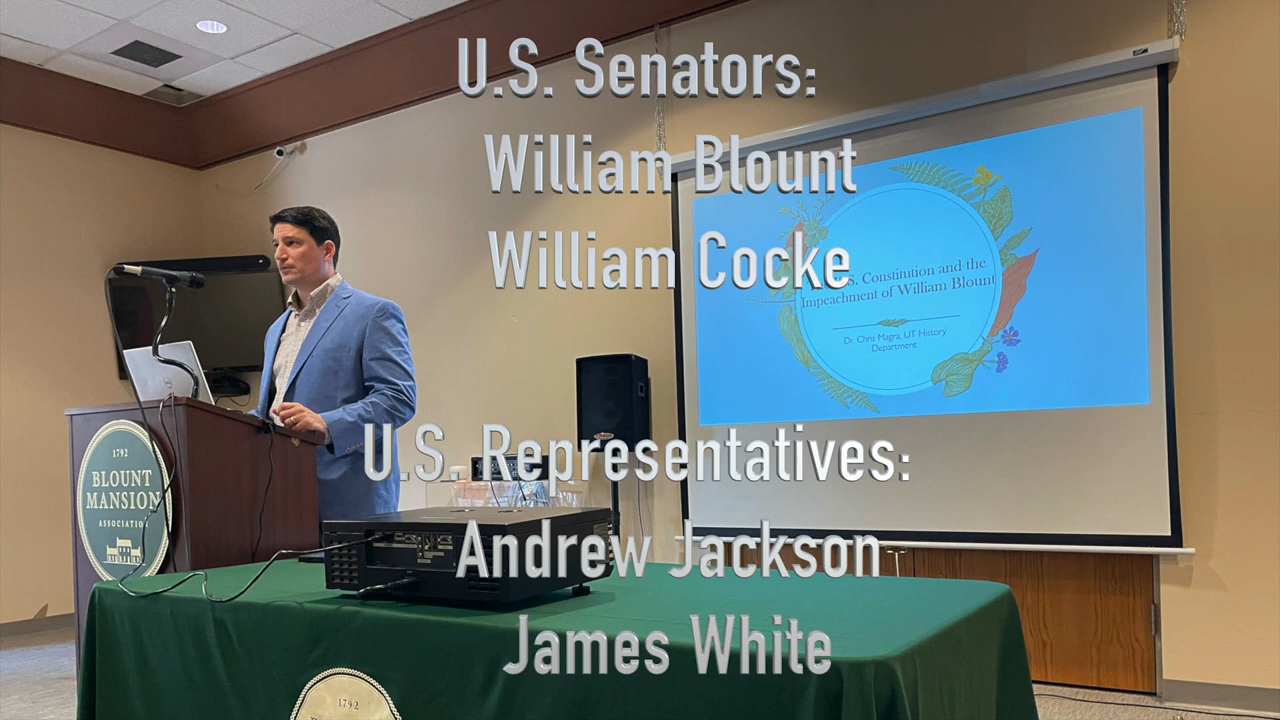 U.S. Senators:
William Blount
William Cocke
U.S. Representatives:
Andrew Jackson
James White
S. Constitution and the
Impeachment of William Blount
Dr. Chris Magra, UT History
Department
1792
BLOUNT
MANSION
ASSOCIATION
1792